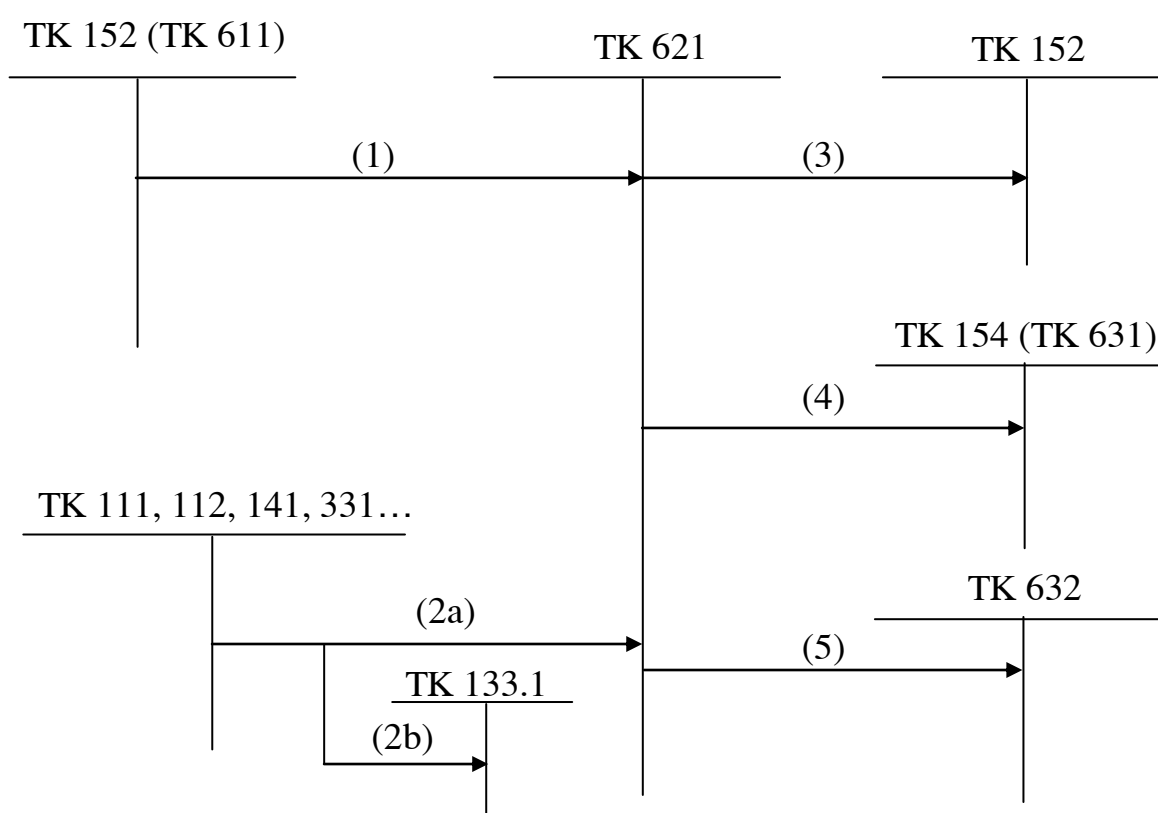 TK 152 (TK 611)
TK 621
TK 152
(1)
(3)
TK 154 (TK 631)
(4)
TK 111, 112, 141, 331…
TK 632
(2a)
(5)
TK 133.1
(2b)